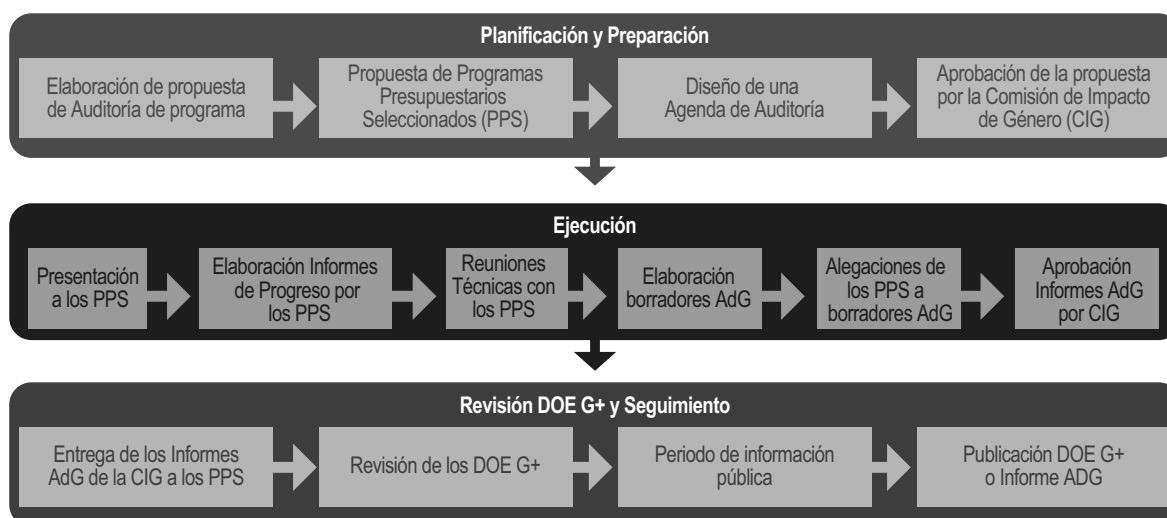 Planificación y Preparación
Elaboración de propuesta
de Auditoría de programa
Propuesta de Programas
Presupuestarios
Seleccionados (PPS)
Diseño de una
Agenda de Auditoría
Aprobación de la propuesta
por la Comisión de Impacto
de Género (CIG)
Ejecución
Presentación
a los PPS
Elaboración Informes
de Progreso por
los PPS
Reuniones
Técnicas con
los PPS
Elaboración
borradores AdG
Alegaciones de
los PPS a
borradores AdG
Aprobación
Informes AdG
por CIG
Revisión DOE G+ y Seguimiento
Entrega de los Informes
AdG de la CIG a los PPS
Revisión de los DOE G+
Periodo de información
pública
Publicación DOE G+
o Informe ADG